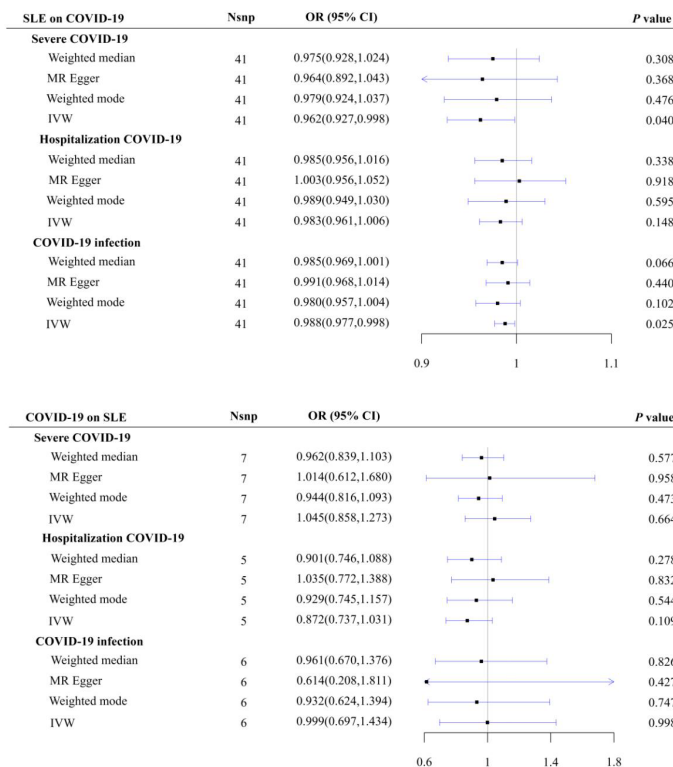 SLE on COVID-19 Nsnp OR (95% CI) P value
Severe COVID-19
Weighted median 41 0.975(0.928,1.024) 0.308
MR Egger 41 0.964(0.892,1.043) 0.368
Weighted mode 41 0.979(0.924,1.037) 0.476
IVW 41 0.962(0.927,0.998) 0.040
Hospitalization COVID-19
Weighted median 41 0.985(0.956,1.016) 0.338
MR Egger 41 1.003(0.956,1.052) 0.918
Weighted mode 41 0.989(0.949,1.030) 0.595
IVW 41 0.983(0.961,1.006) 0.148
COVID-19 infection
Weighted median 41 0.985(0.969,1.001) 0.066
MR Egger 41 0.991(0.968,1.014) 0.440
Weighted mode 41 0.980(0.957,1.004) 0.102
IVW 41 0.988(0.977,0.998) 0.025
0.9 1 1.1
COVID-19 on SLE Nsnp OR (95% CI) P value
Severe COVID-19
Weighted median 7 0.962(0.839,1.103) 0.577
MR Egger 7 1.014(0.612,1.680) 0.958
Weighted mode 7 0.944(0.816,1.093) 0.473
IVW 7 1.045(0.858,1.273) 0.664
Hospitalization COVID-19
Weighted median 5 0.901(0.746,1.088) 0.278
MR Egger 5 1.035(0.772,1.388) 0.832
Weighted mode 5 0.929(0.745,1.157) 0.544
IVW 5 0.872(0.737,1.031) 0.109
COVID-19 infection
Weighted median 6 0.961(0.670,1.376) 0.826
MR Egger 6 0.614(0.208,1.811) 0.427
Weighted mode 6 0.932(0.624,1.394) 0.747
IVW 6 0.999(0.697,1.434) 0.998
0.6 1 1.4 1.8